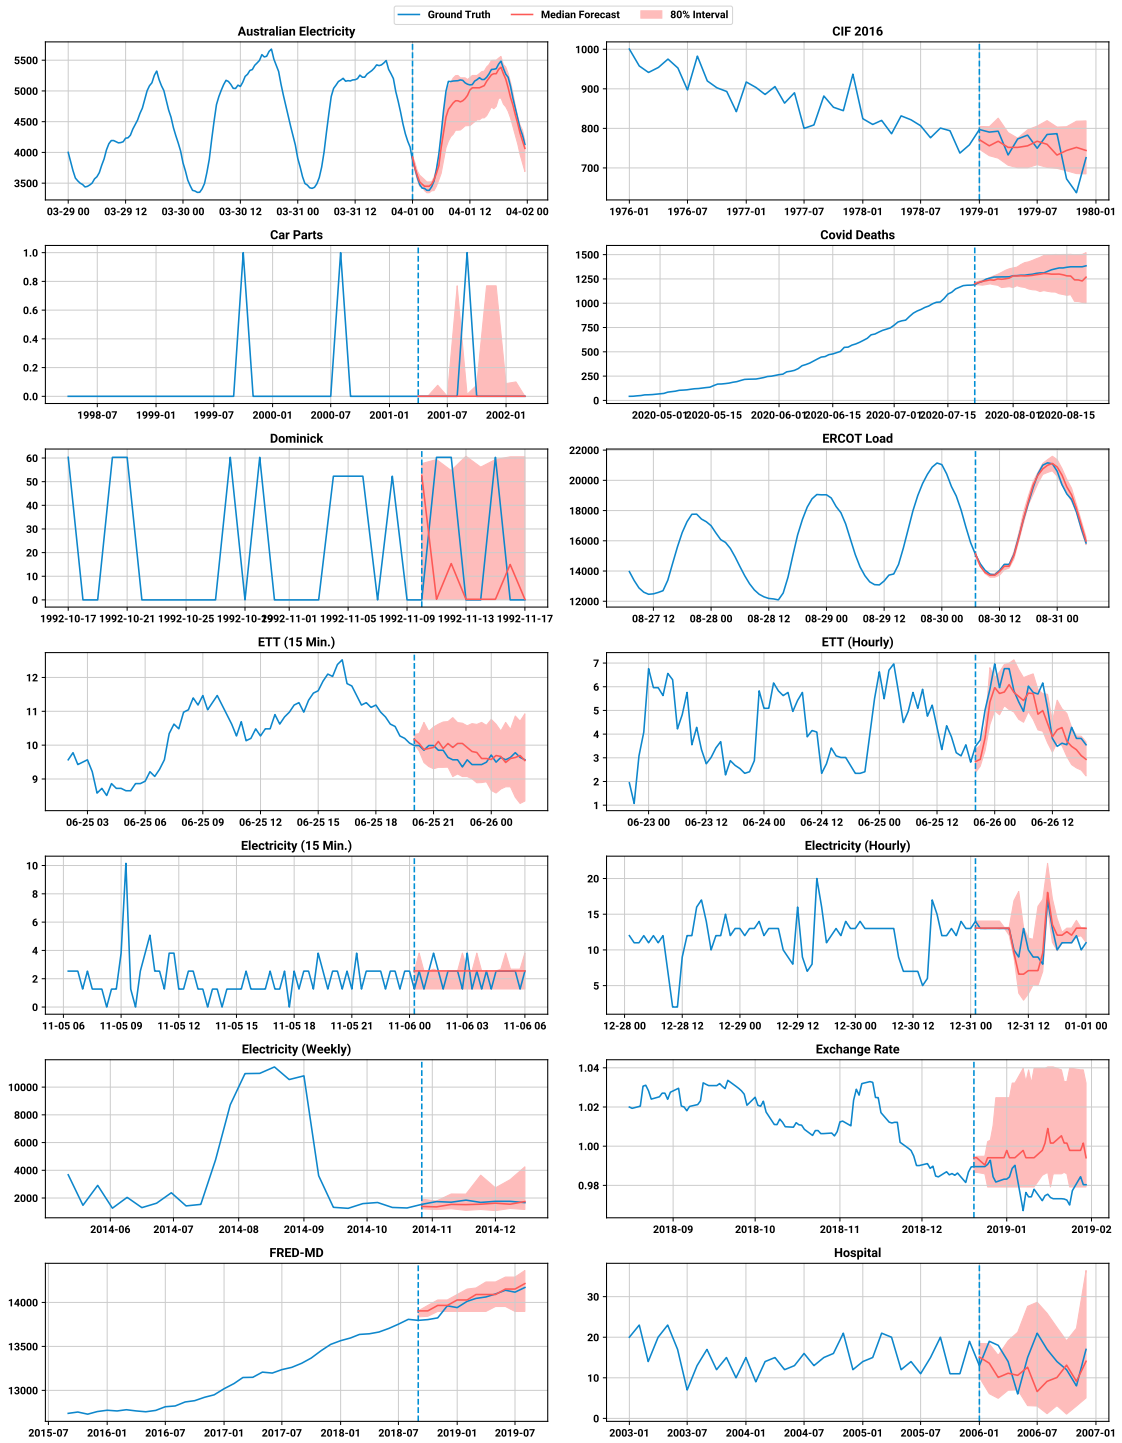 Ground Truth Median Forecast 80% Interval
Australian Electricity
5500
5000
4500
4000
3500
03-29 00 03-29 12 03-30 00 03-30 12 03-31 00 03-31 12 04-01 00 04-01 12 04-02 00
CIF 2016
1000
900
800
700
1976-01 1976-07 1977-01 1977-07 1978-01 1978-07 1979-01 1979-07 1980-01
Car Parts
1.0
0.8
0.6
0.4
0.2
0.0
1998-07 1999-01 1999-07 2000-01 2000-07 2001-01 2001-07 2002-01
Covid Deaths
1500
1250
1000
750
500
250
0
2020-05-01 2020-05-15 2020-06-01 2020-06-15 2020-07-01 2020-07-15 2020-08-01 2020-08-15
Dominick
60
50
40
30
20
10
0
1992-10-17 1992-10-21 1992-10-25 1992-10-29 1992-11-01 1992-11-05 1992-11-09 1992-11-13 1992-11-17
ERCOT Load
22000
20000
18000
16000
14000
12000
08-27 12 08-28 00 08-28 12 08-29 00 08-29 12 08-30 00 08-30 12 08-31 00
ETT (15 Min.)
12
11
10
9
06-25 03 06-25 06 06-25 09 06-25 12 06-25 15 06-25 18 06-25 21 06-26 00
ETT (Hourly)
7
6
5
4
3
2
1
06-23 00 06-23 12 06-24 00 06-24 12 06-25 00 06-25 12 06-26 00 06-26 12
Electricity (15 Min.)
10
8
6
4
2
0
11-05 06 11-05 09 11-05 12 11-05 15 11-05 18 11-05 21 11-06 00 11-06 03 11-06 06
Electricity (Hourly)
20
15
10
5
12-28 00 12-28 12 12-29 00 12-29 12 12-30 00 12-30 12 12-31 00 12-31 12 01-01 00
Electricity (Weekly)
10000
8000
6000
4000
2000
2014-06 2014-07 2014-08 2014-09 2014-10 2014-11 2014-12
Exchange Rate
1.04
1.02
1.00
0.98
2018-09 2018-10 2018-11 2018-12 2019-01 2019-02
FRED-MD
14000
13500
13000
2015-07 2016-01 2016-07 2017-01 2017-07 2018-01 2018-07 2019-01 2019-07
Hospital
30
20
10
0
2003-01 2003-07 2004-01 2004-07 2005-01 2005-07 2006-01 2006-07 2007-01